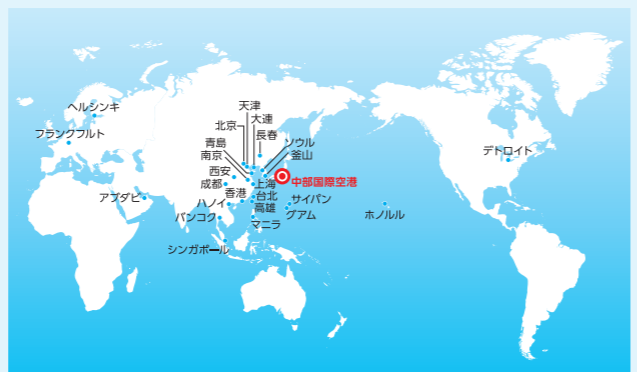 天津
大連
ヘルシンキ
北京
長春
フランクフルト
青島
ソウル
南京
釜山
デトロイト
西安
中部国際空港
成都
上海
アブダビ
香港
台北
サイパン
ハノイ
高雄
グアム
ホノルル
バンコク
マニラ
シンガポール